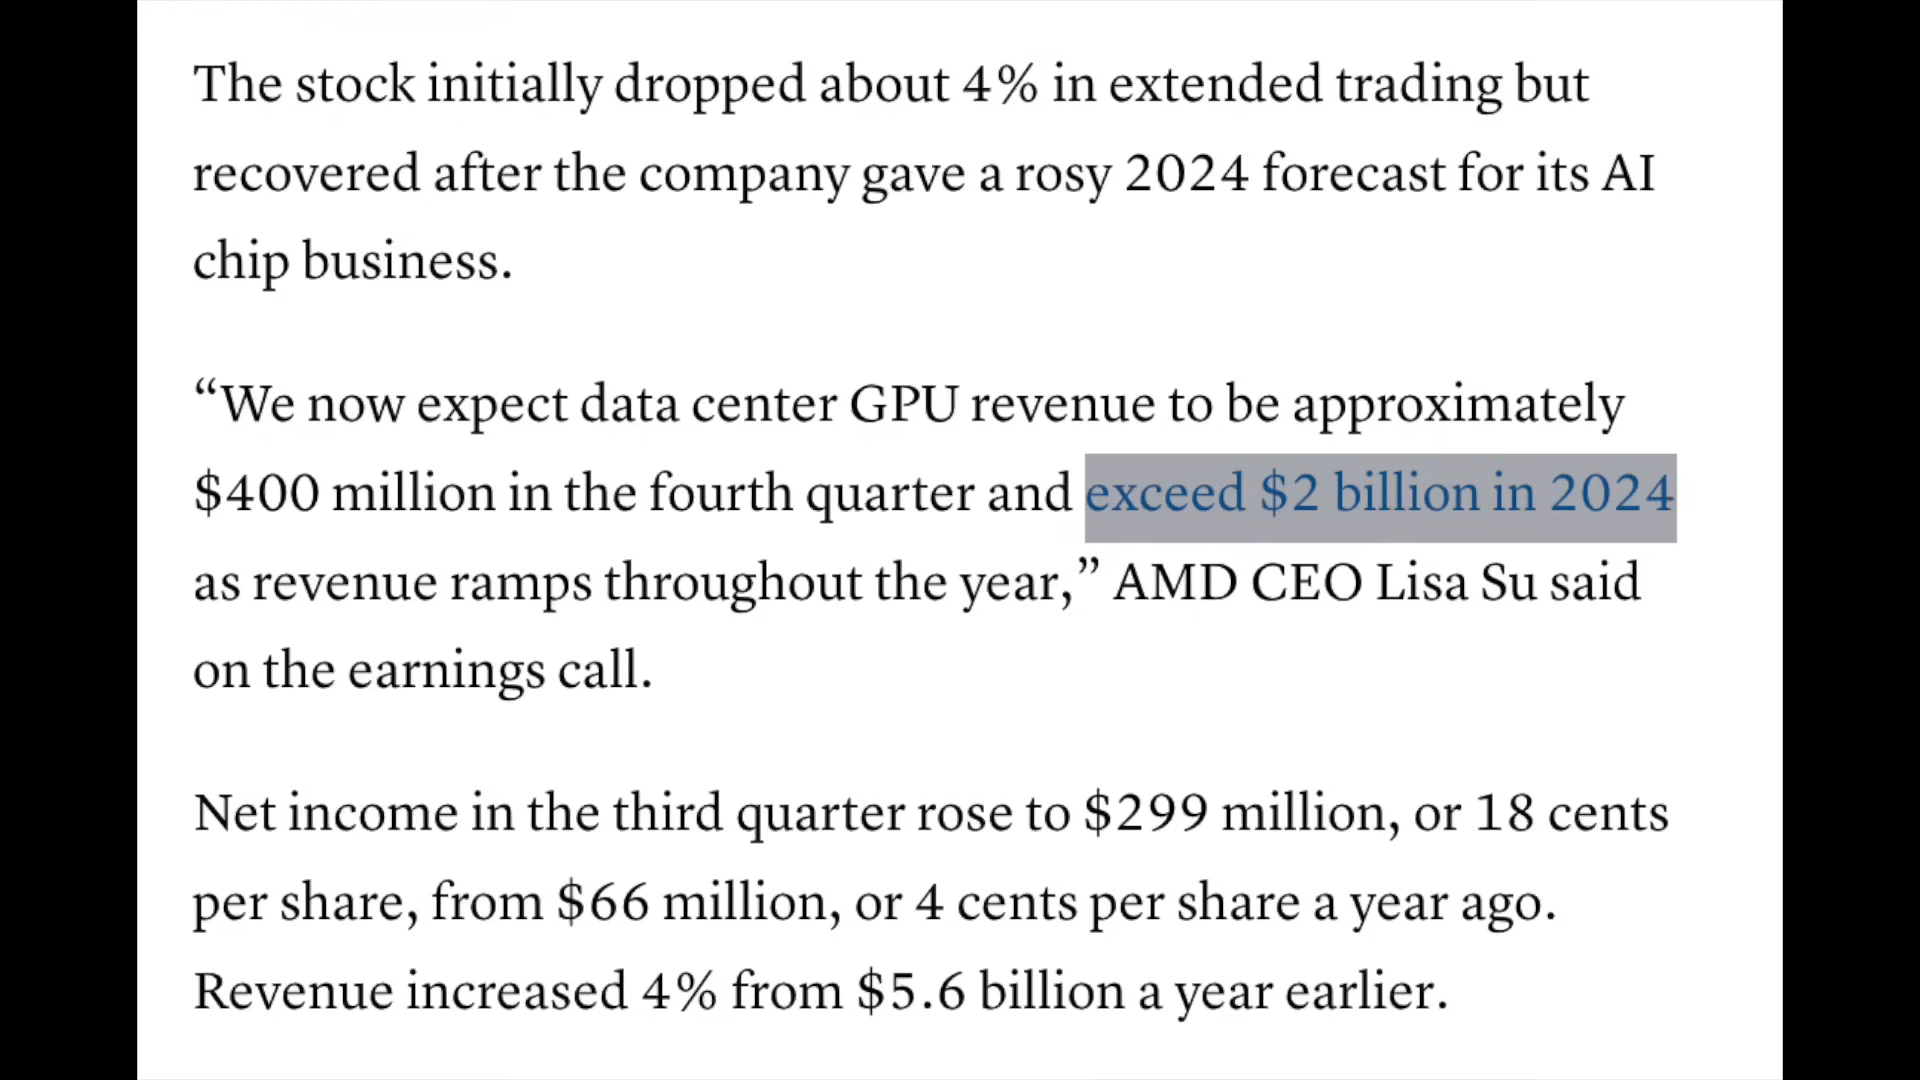 The stock initially dropped about 4% in extended trading but
recovered after the company gave a rosy 2024 forecast for its AI
chip business.
“We now expect data center GPU revenue to be approximately
$400 million in the fourth quarter and exceed $2 billion in 2024
as revenue ramps throughout the year,” AMD CEO Lisa Su said
on the earnings call.
Net income in the third quarter rose to $299 million, or 18 cents
per share, from $66 million, or 4 cents per share a year ago.
Revenue increased 4% from $5.6 billion a year earlier.